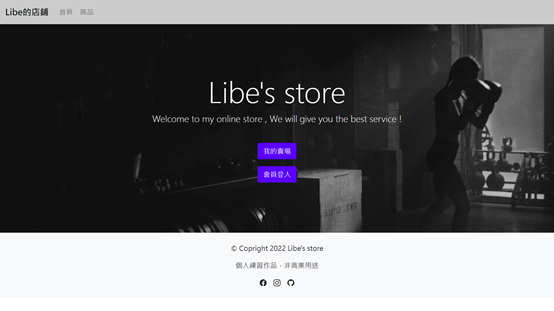 Libe的店鋪 首頁 商品
Libe's store
Welcome to my online store , We will give you the best service !
我的賣場
會員登入
© Copright 2022 Libe's store
個人練習作品，非商業用途